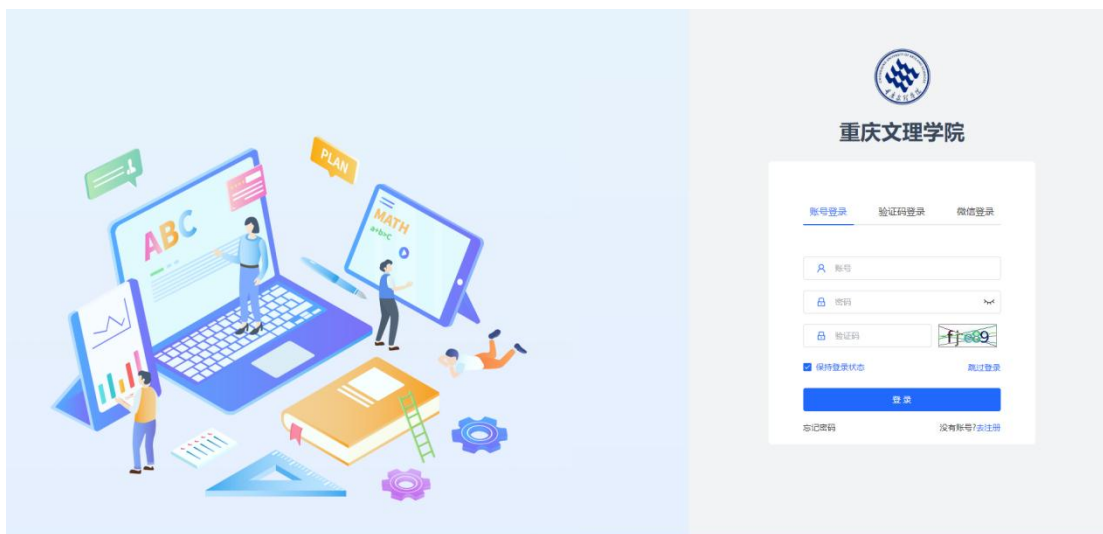 重庆文理学院
账号登录 验证码登录 微信登录
账号
密码
验证码
保持登录状态 跳过登录
登 录
忘记密码 没有账号?去注册
PLAN
ABC
MATH
a+b=c